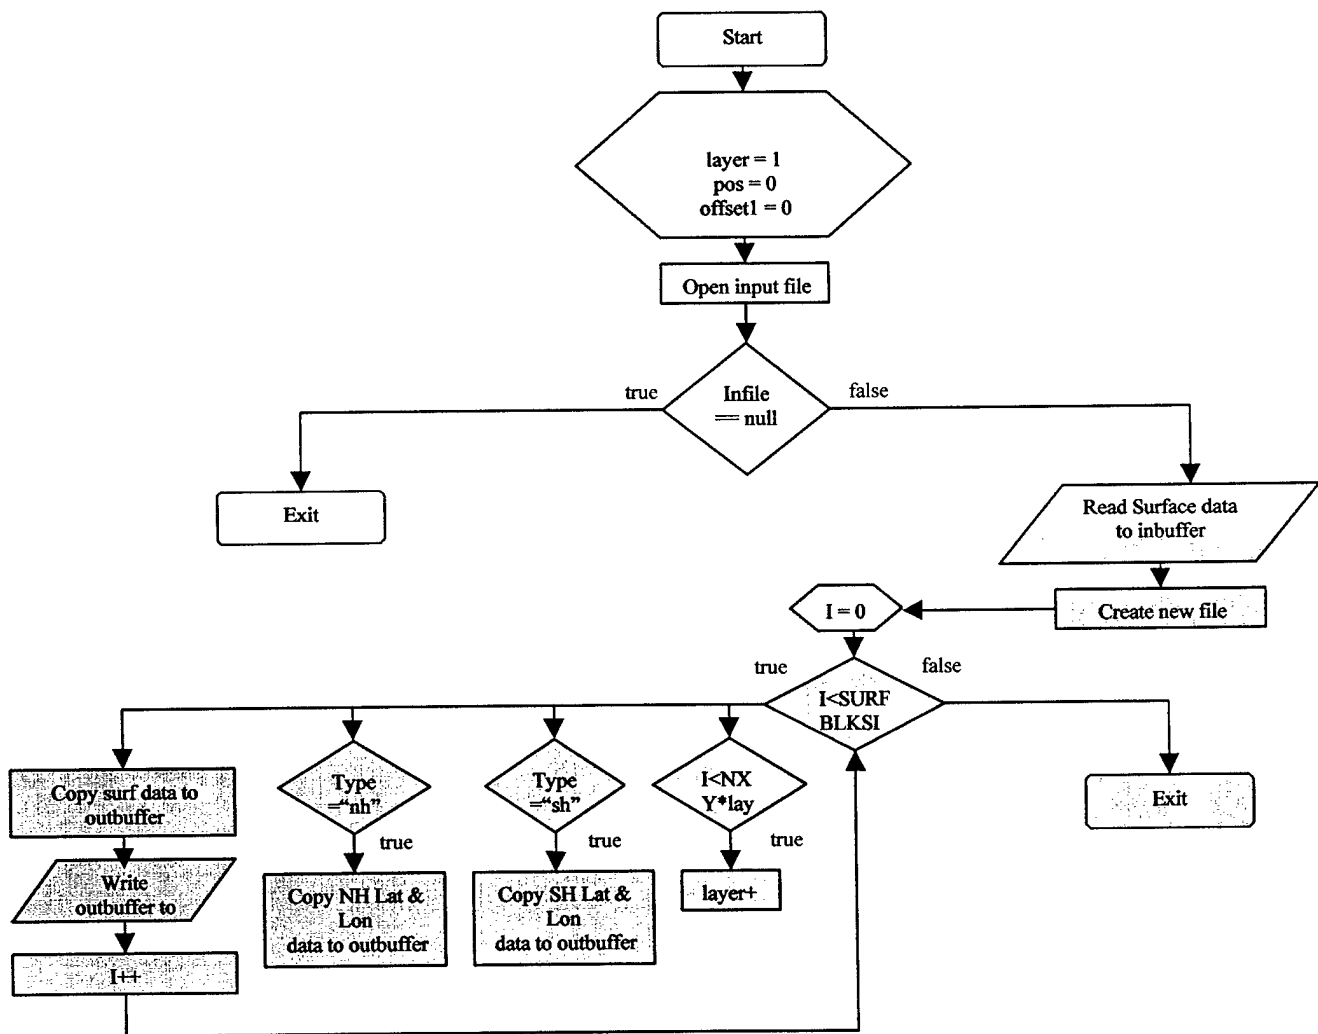 Start
layer = 1
pos = 0
offset1 = 0
Open input file
true
false
Infile
== null
Exit
Read Surface data
to inbuffer
I = 0
Create new file
true
false
I<SURF
BLKSI
Copy surf data to
outbuffer
Type
=“nh”
Type
=“sh”
I<NX
Y*lay
Exit
true
true
true
Write
outbuffer to
Copy NH Lat &
Lon
data to outbuffer
Copy SH Lat &
Lon
data to outbuffer
layer+
I++